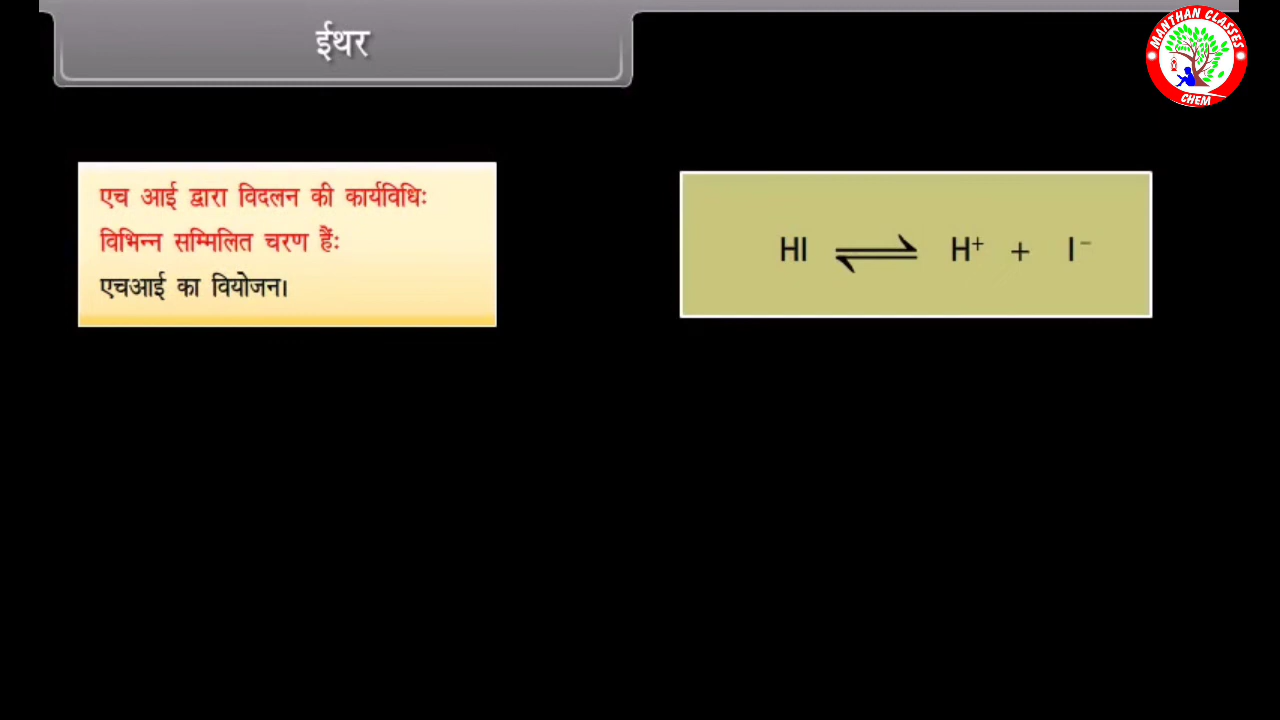 ईथर
MANTHAN CLASSES
CHEM
एच आई द्वारा विदलन की कार्यविधिः
विभिन्न सम्मिलित चरण हैंः
एचआई का वियोजन।
HI ⇌ H⁺ + I⁻